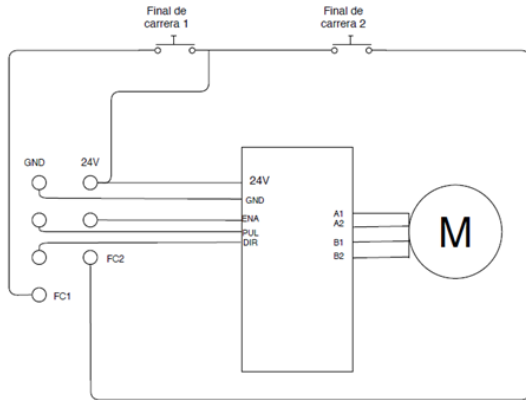 Final de
carrera 1
Final de
carrera 2
GND
24V
24V
GND
ENA
PUL
DIR
A1
A2
B1
B2
M
FC2
FC1